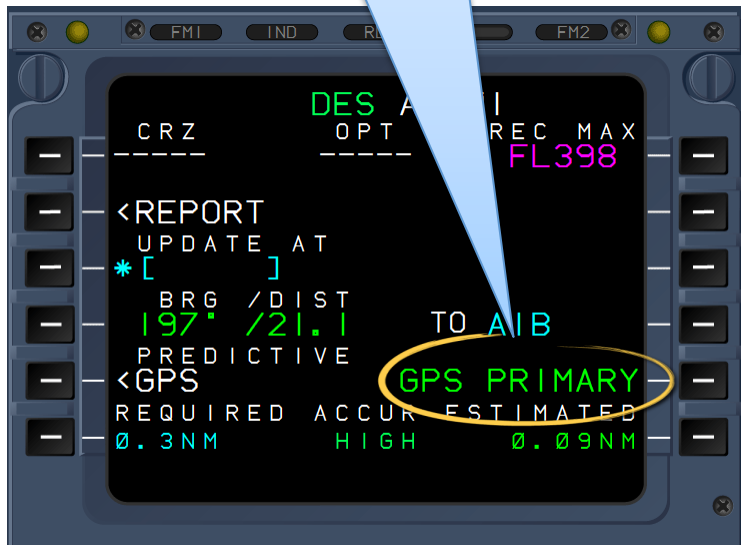 FM1 IND FM2
DES
CRZ OPT REC MAX
----- ----- FL398
<REPORT
UPDATE AT
*[ ]
BRG /DIST
197° /21.1 TO AIB
PREDICTIVE
<GPS GPS PRIMARY
REQUIRED ACCUR ESTIMATED
0.3NM HIGH 0.09NM